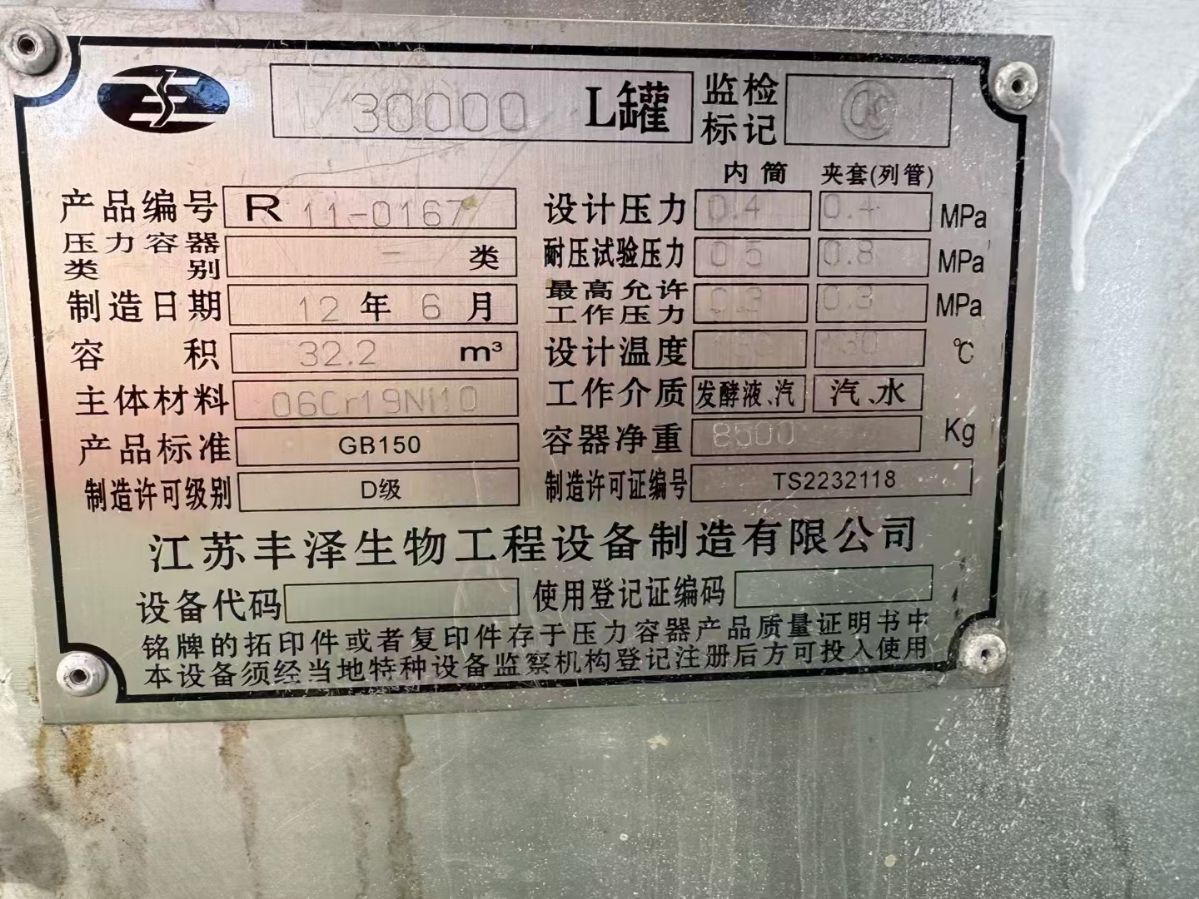 30000 L罐 监检标记
内筒 夹套(列管)
产品编号 R 11-0167 设计压力 0.4 0.4 MPa
压力容器类别 类 耐压试验压力 0.5 0.8 MPa
制造日期 12 年 6 月 最高允许工作压力 0.3 0.3 MPa
容积 32.2 m³ 设计温度 ℃
主体材料 06Cr19Ni10 工作介质 发酵液、汽 汽、水
产品标准 GB150 容器净重 8500 Kg
制造许可级别 D级 制造许可证编号 TS2232118
江苏丰泽生物工程设备制造有限公司
设备代码 使用登记证编码
铭牌的拓印件或者复印件存于压力容器产品质量证明书中
本设备须经当地特种设备监察机构登记注册后方可投入使用